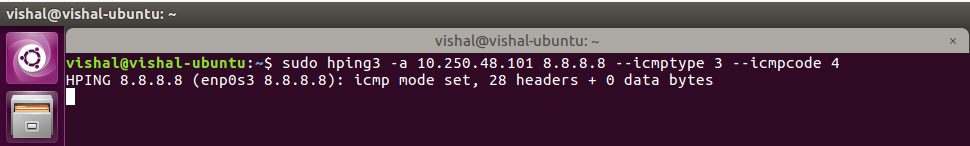 vishal@vishal-ubuntu: ~
vishal@vishal-ubuntu: ~ ×
vishal@vishal-ubuntu:~$ sudo hping3 -a 10.250.48.101 8.8.8.8 --icmptype 3 --icmpcode 4
HPING 8.8.8.8 (enp0s3 8.8.8.8): icmp mode set, 28 headers + 0 data bytes